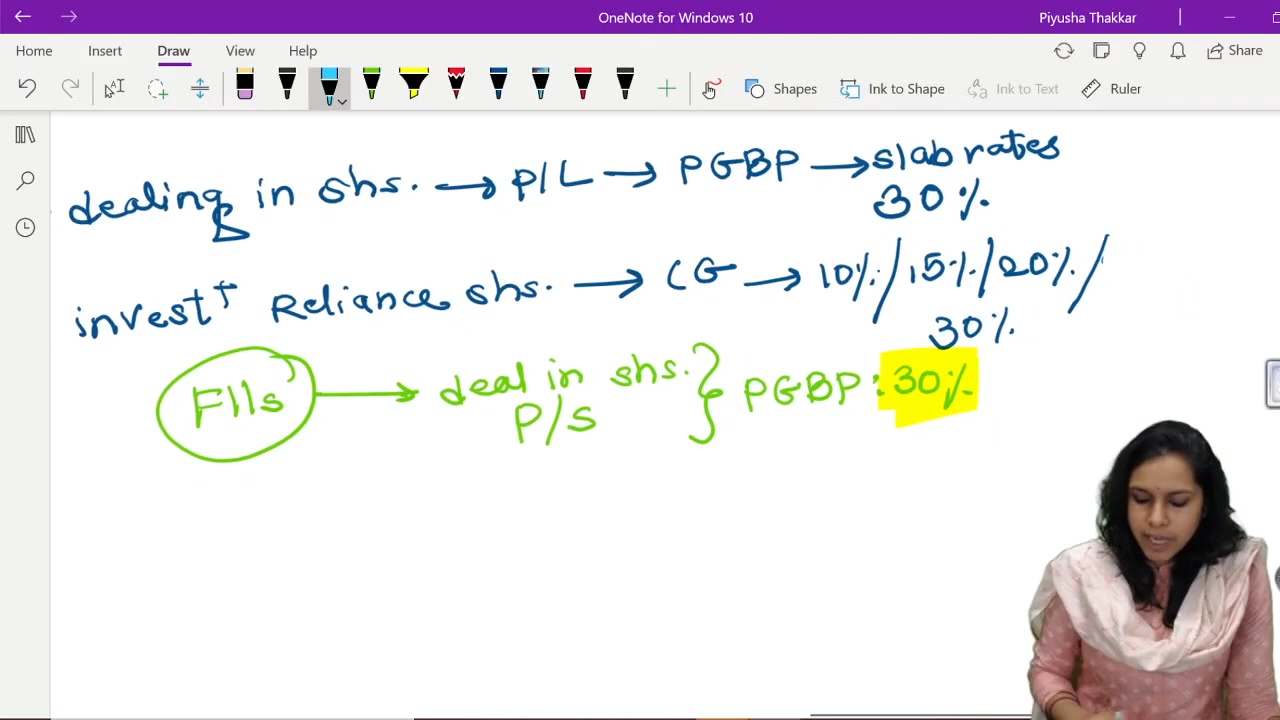 OneNote for Windows 10
Piyusha Thakkar
Home Insert Draw View Help
Share
Shapes Ink to Shape Ink to Text Ruler
dealing in shs. → P/L → PGBP → slab rates
30%
invest^t Reliance shs. → CG → 10%/15%/20%/
30%
FIIs → deal in shs. } PGBP: 30%
P/S